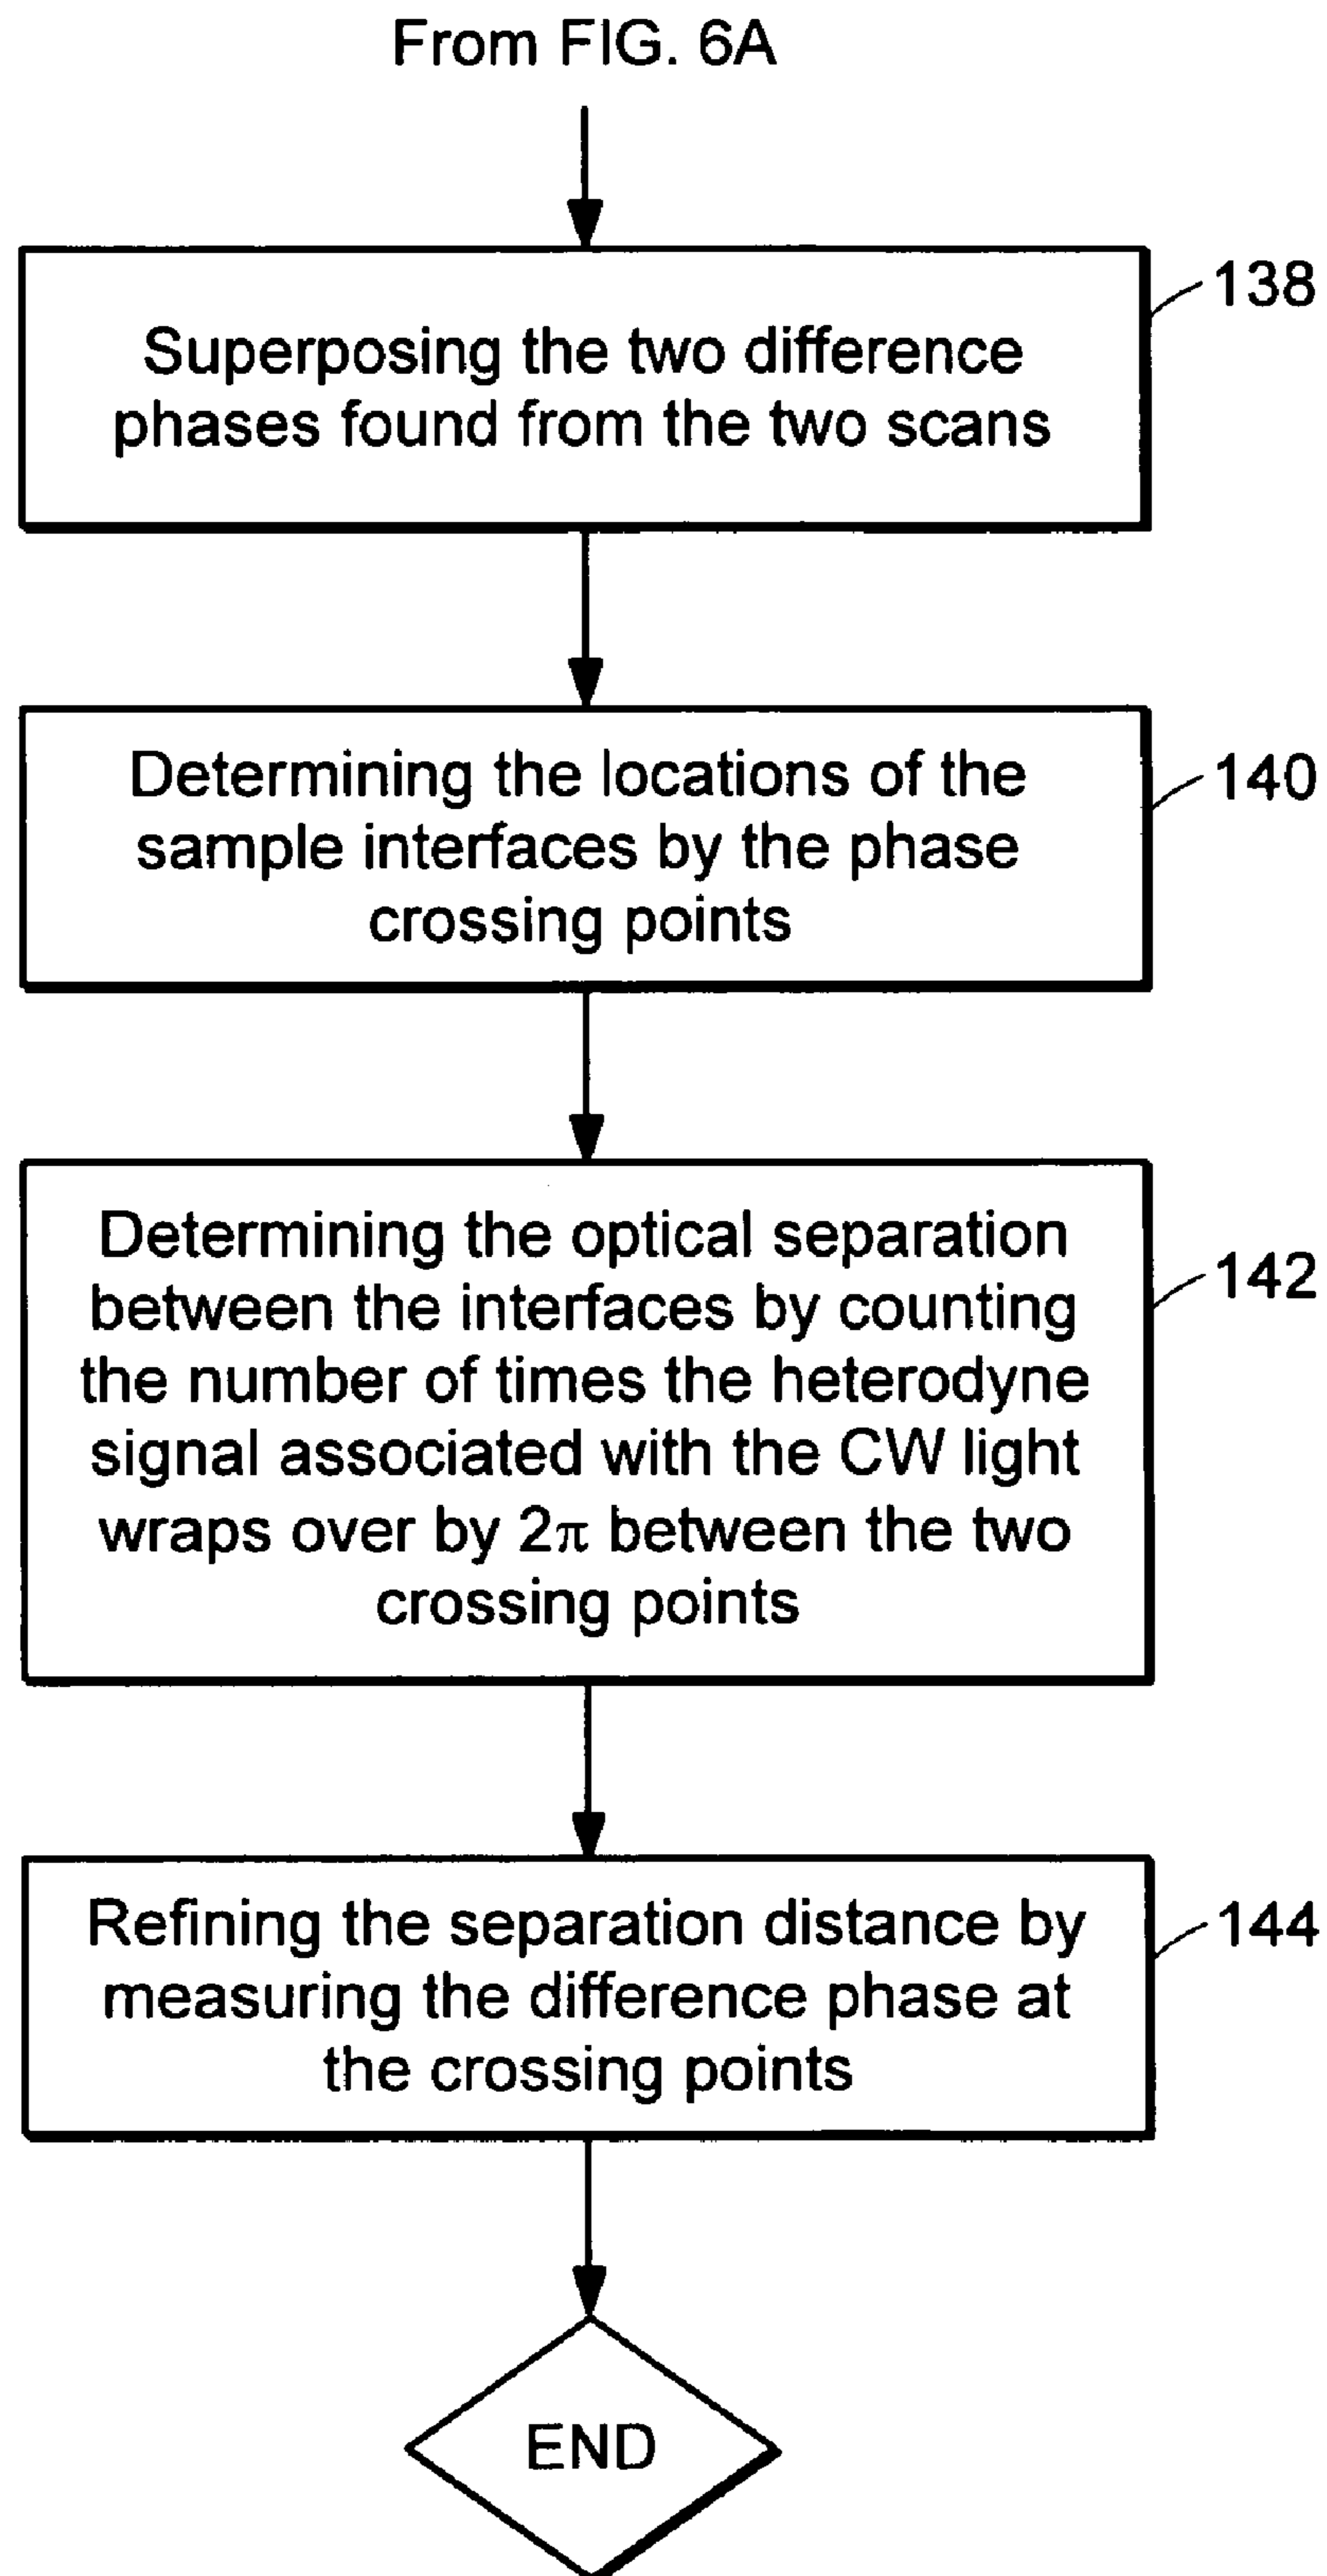 From FIG. 6A
138
Superposing the two difference
phases found from the two scans
140
Determining the locations of the
sample interfaces by the phase
crossing points
142
Determining the optical separation
between the interfaces by counting
the number of times the heterodyne
signal associated with the CW light
wraps over by 2π between the two
crossing points
144
Refining the separation distance by
measuring the difference phase at
the crossing points
END